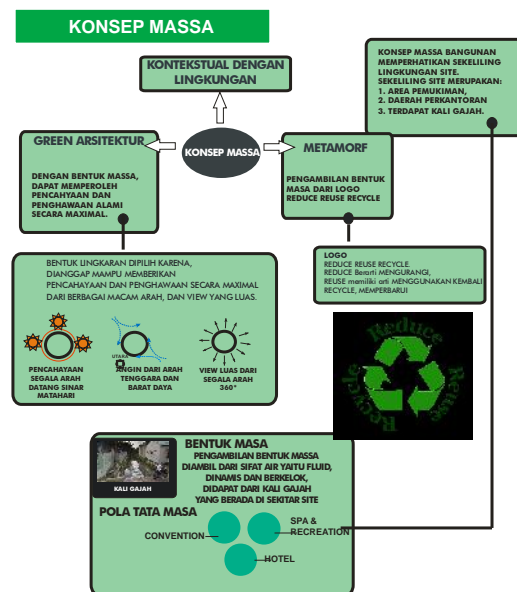 KONSEP MASSA
KONTEKSTUAL DENGAN
LINGKUNGAN
KONSEP MASSA BANGUNAN
MEMPERHATIKAN SEKELILING
LINGKUNGAN SITE.
SEKELILING SITE MERUPAKAN:
1. AREA PEMUKIMAN,
2. DAERAH PERKANTORAN
3. TERDAPAT KALI GAJAH.
GREEN ARSITEKTUR
DENGAN BENTUK MASSA,
DAPAT MEMPEROLEH
PENCAHYAAN DAN
PENGHAWAAN ALAMI
SECARA MAXIMAL.
KONSEP MASSA
METAMORF
PENGAMBILAN BENTUK
MASA DARI LOGO
REDUCE REUSE RECYCLE
BENTUK LINGKARAN DIPILIH KARENA,
DIANGGAP MAMPU MEMBERIKAN
PENCAHAYAAN DAN PENGHAWAAN SECARA MAXIMAL
DARI BERBAGAI MACAM ARAH, DAN VIEW YANG LUAS.
UTARA
PENCAHAYAAN
SEGALA ARAH
DATANG SINAR
MATAHARI
ANGIN DARI ARAH
TENGGARA DAN
BARAT DAYA
VIEW LUAS DARI
SEGALA ARAH
360°
LOGO
REDUCE REUSE RECYCLE.
REDUCE Berarti MENGURANGI,
REUSE memiliki arti MENGGUNAKAN KEMBALI
RECYCLE, MEMPERBARUI
Reduce
Reuse
Recycle
KALI GAJAH
BENTUK MASA
PENGAMBILAN BENTUK MASSA
DIAMBIL DARI SIFAT AIR YAITU FLUID,
DINAMIS DAN BERKELOK,
DIDAPAT DARI KALI GAJAH
YANG BERADA DI SEKITAR SITE
POLA TATA MASA
CONVENTION
SPA &
RECREATION
HOTEL